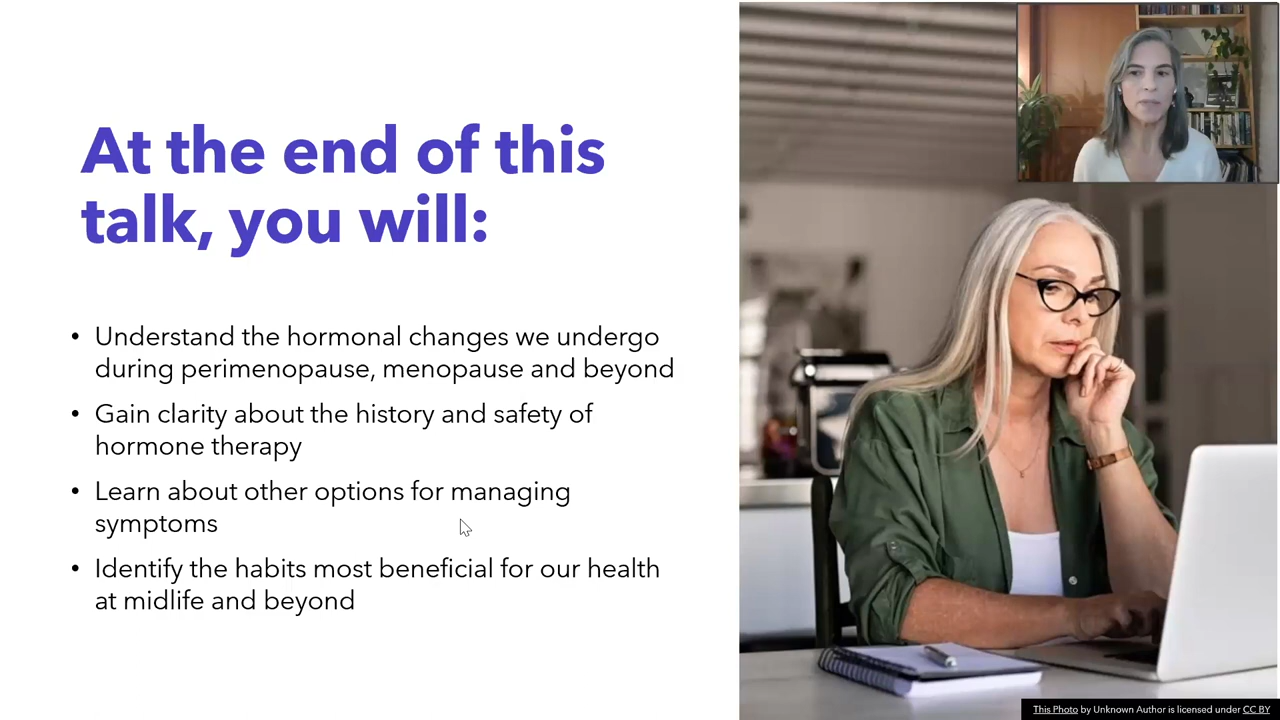 At the end of this
talk, you will:
• Understand the hormonal changes we undergo
during perimenopause, menopause and beyond
• Gain clarity about the history and safety of
hormone therapy
• Learn about other options for managing
symptoms
• Identify the habits most beneficial for our health
at midlife and beyond
This Photo by Unknown Author is licensed under CC BY